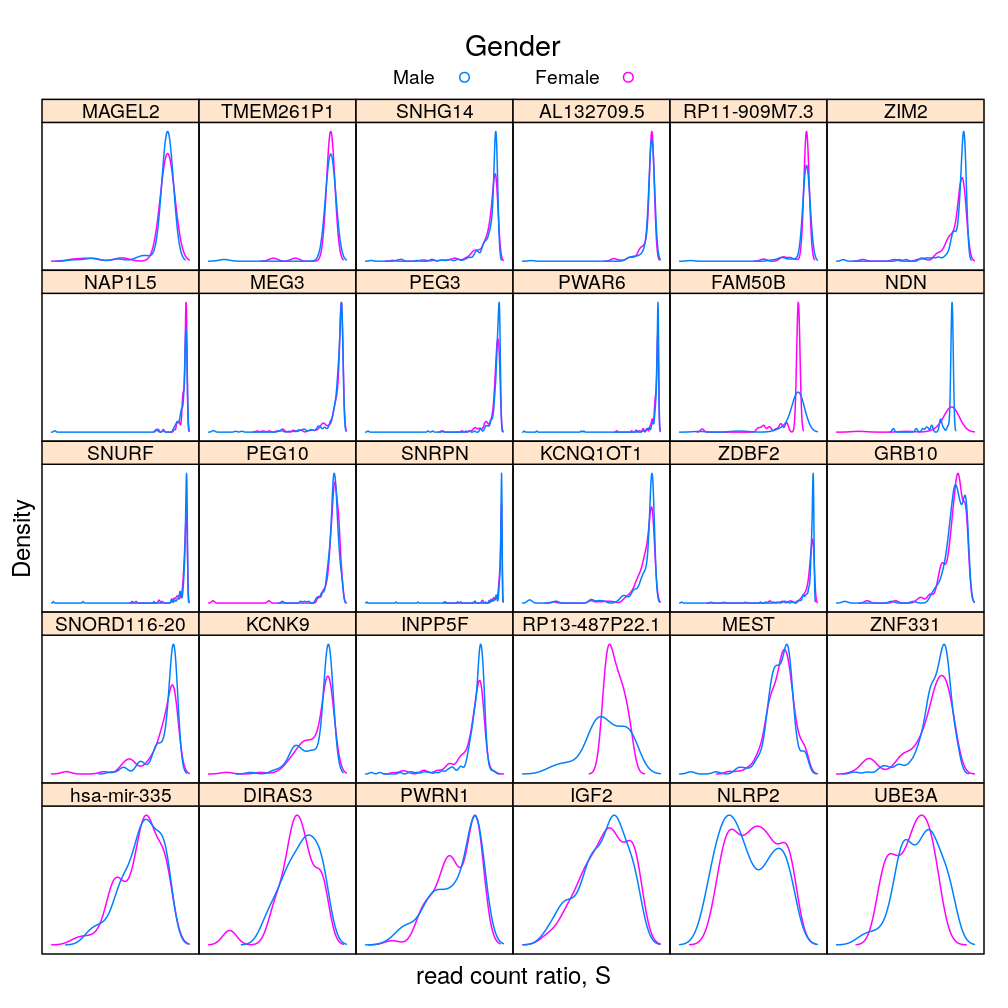 Gender
Male Female
MAGEL2 TMEM261P1 SNHG14 AL132709.5 RP11-909M7.3 ZIM2
NAP1L5 MEG3 PEG3 PWAR6 FAM50B NDN
SNURF PEG10 SNRPN KCNQ1OT1 ZDBF2 GRB10
SNORD116-20 KCNK9 INPP5F RP13-487P22.1 MEST ZNF331
hsa-mir-335 DIRAS3 PWRN1 IGF2 NLRP2 UBE3A
Density
read count ratio, S